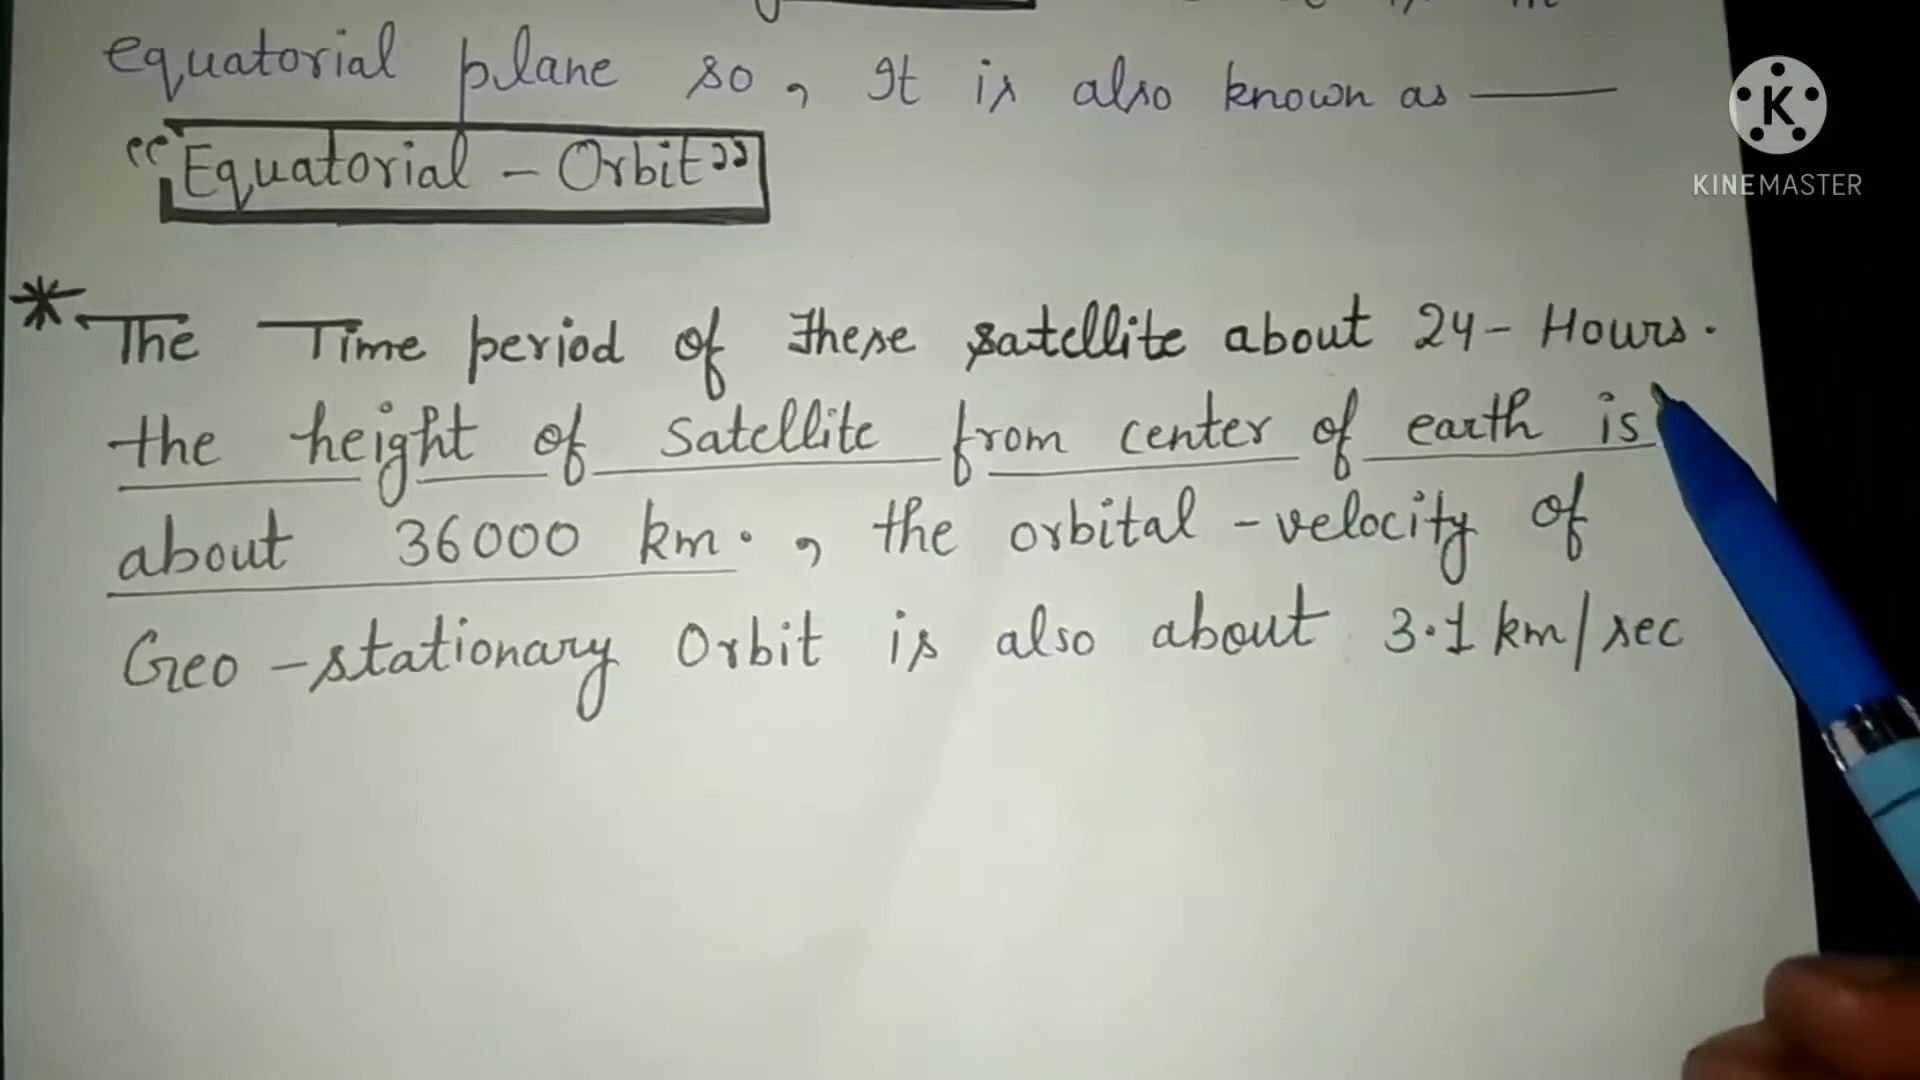 equatorial plane so, It is also known as —
"Equatorial - Orbit"
* The Time period of these satellite about 24 - Hours.
the height of satellite from center of earth is
about 36000 km. , the orbital - velocity of
Geo - stationary Orbit is also about 3.1 km/sec
K
KINEMASTER